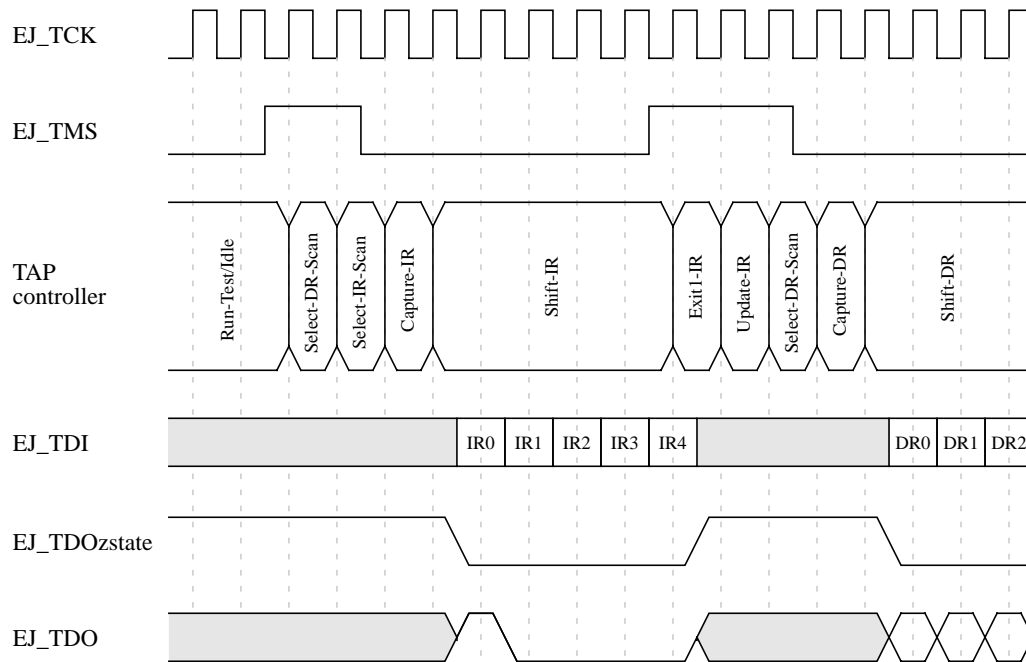 EJ_TCK
EJ_TMS
TAP
controller
Run-Test/Idle
Select-DR-Scan
Select-IR-Scan
Capture-IR
Shift-IR
Exit1-IR
Update-IR
Select-DR-Scan
Capture-DR
Shift-DR
EJ_TDI
IR0 IR1 IR2 IR3 IR4 DR0 DR1 DR2
EJ_TDOzstate
EJ_TDO